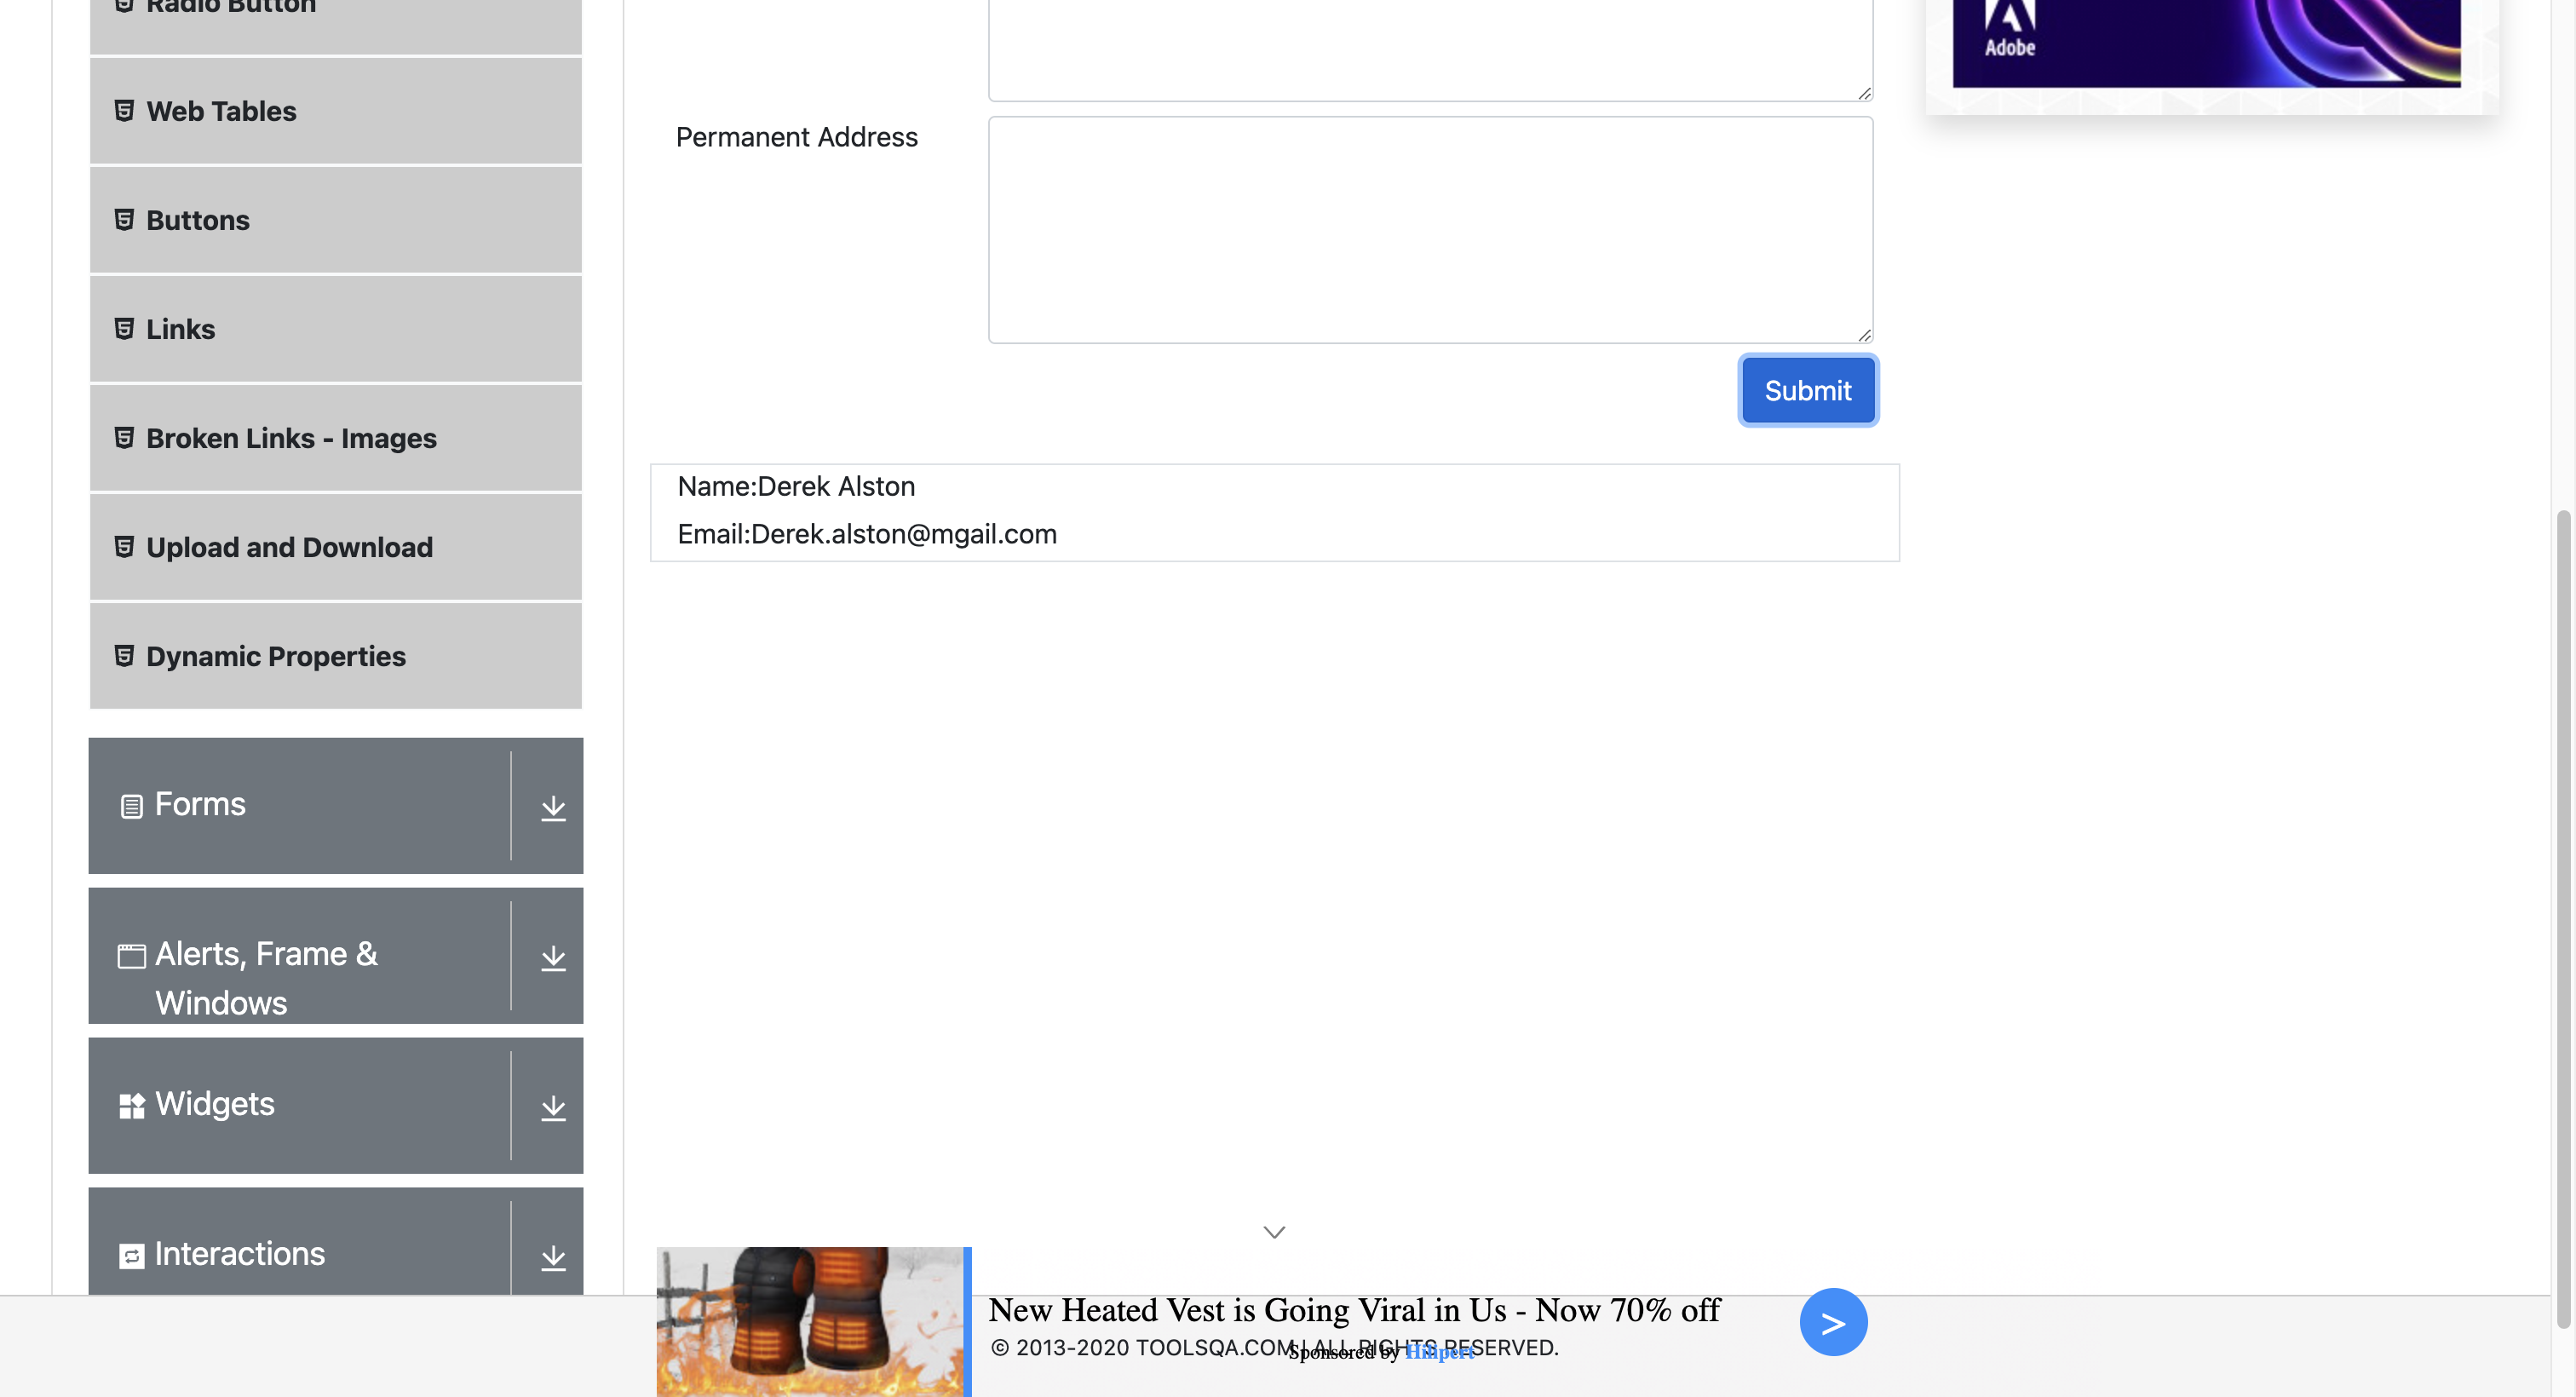 Radio Button
Web Tables
Buttons
Links
Broken Links - Images
Upload and Download
Dynamic Properties
Forms
Alerts, Frame &
Windows
Widgets
Interactions
Permanent Address
Submit
Name:Derek Alston
Email:Derek.alston@mgail.com
Adobe
New Heated Vest is Going Viral in Us - Now 70% off
© 2013-2020 TOOLSQA.COM | ALL RIGHTS RESERVED.
Sponsored by Hilipert
>